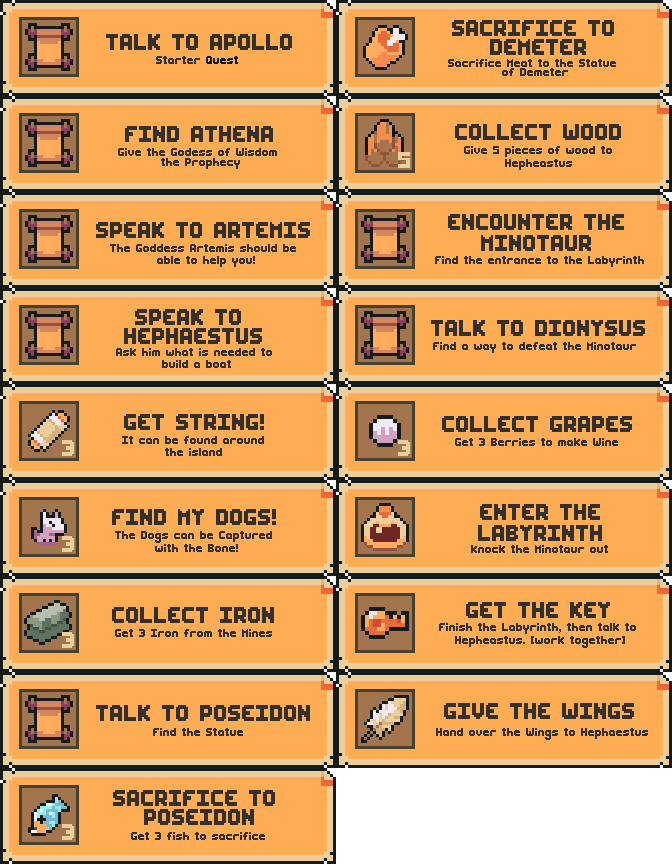 TALK TO APOLLO
Starter Quest
FIND ATHENA
Give the Godess of Wisdom
the Prophecy
SPEAK TO ARTEMIS
The Goddess Artemis should be
able to help you!
SPEAK TO
HEPHAESTUS
Ask him what is needed to
build a boat
GET STRING!
It can be found around
the island
3
FIND MY DOGS!
The Dogs can be Captured
with the Bone!
3
COLLECT IRON
Get 3 Iron from the Mines
3
TALK TO POSEIDON
Find the Statue
SACRIFICE TO
POSEIDON
Get 3 fish to sacrifice
3
SACRIFICE TO
DEMETER
Sacrifice Meat to the Statue
of Demeter
COLLECT WOOD
Give 5 pieces of wood to
Hepheastus
5
ENCOUNTER THE
MINOTAUR
Find the entrance to the Labyrinth
TALK TO DIONYSUS
Find a way to defeat the Minotaur
COLLECT GRAPES
Get 3 Berries to make Wine
3
ENTER THE
LABYRINTH
Knock the Minotaur out
GET THE KEY
Finish the Labyrinth, then talk to
Hepheastus. [work together]
GIVE THE WINGS
Hand over the Wings to Hephaestus